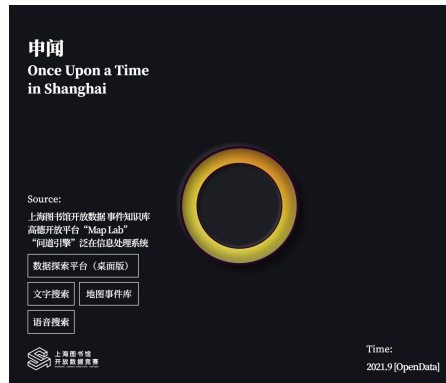 申闻
Once Upon a Time
in Shanghai
Source:
上海图书馆开放数据 事件知识库
高德开放平台 “Map Lab”
“问道引擎” 泛在信息处理系统
数据探索平台（桌面版）
文字搜索
地图事件库
语音搜索
上海图书馆
开放数据竞赛
Time:
2021.9 [OpenData]